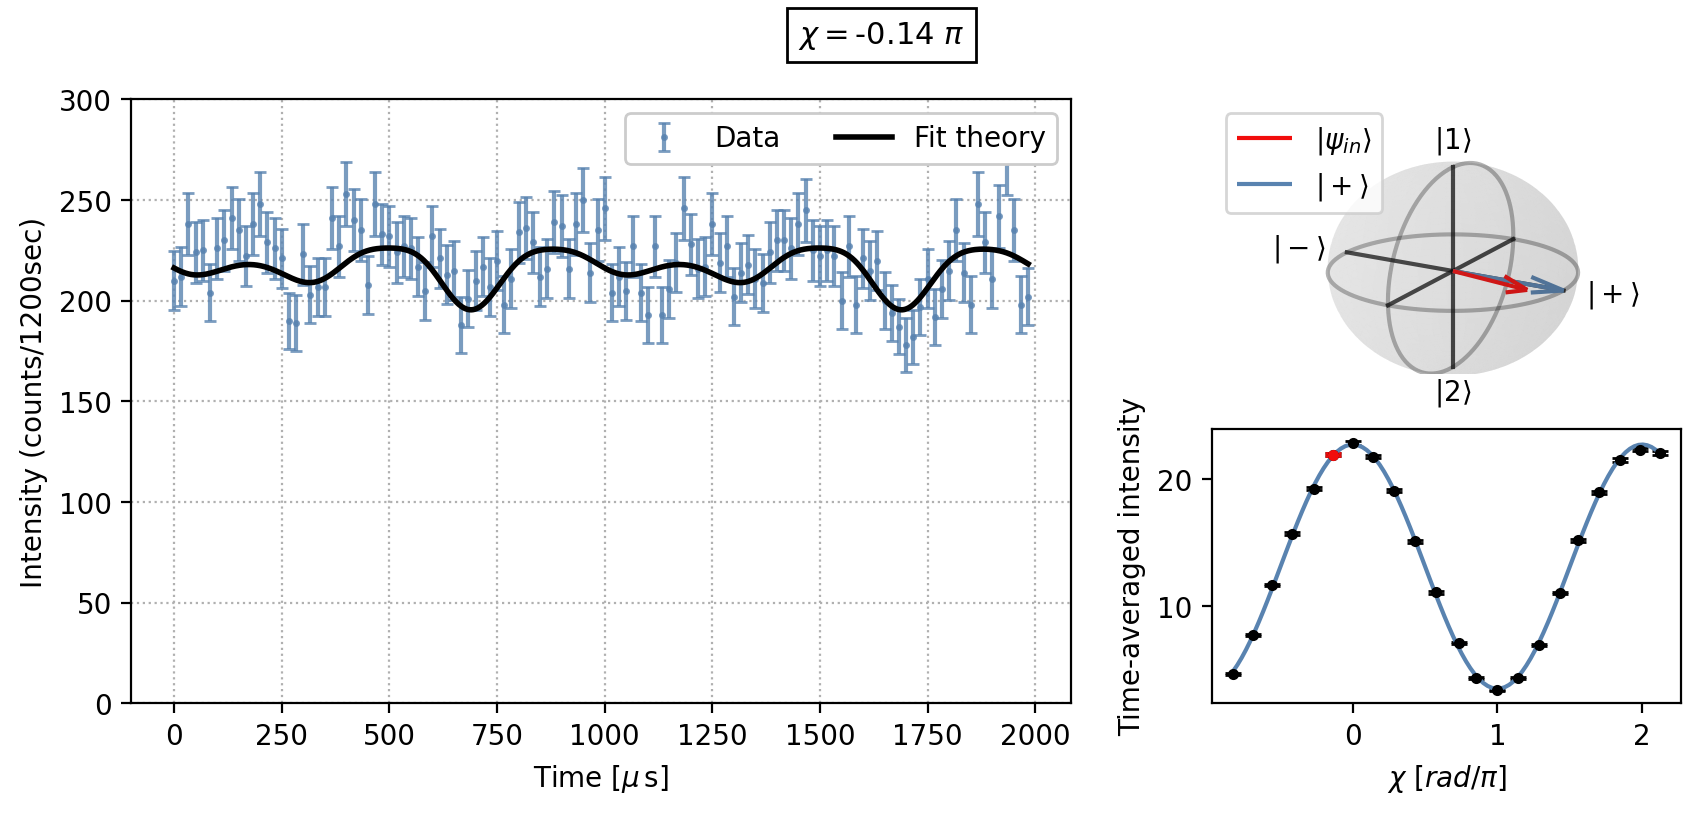 χ = -0.14 π
Intensity (counts/1200sec)
300
250
200
150
100
50
0
Data
Fit theory
0 250 500 750 1000 1250 1500 1750 2000
Time [μ s]
|ψin⟩
|+⟩
|1⟩
|−⟩
|+⟩
|2⟩
Time-averaged intensity
20
10
0 1 2
χ [rad/π]